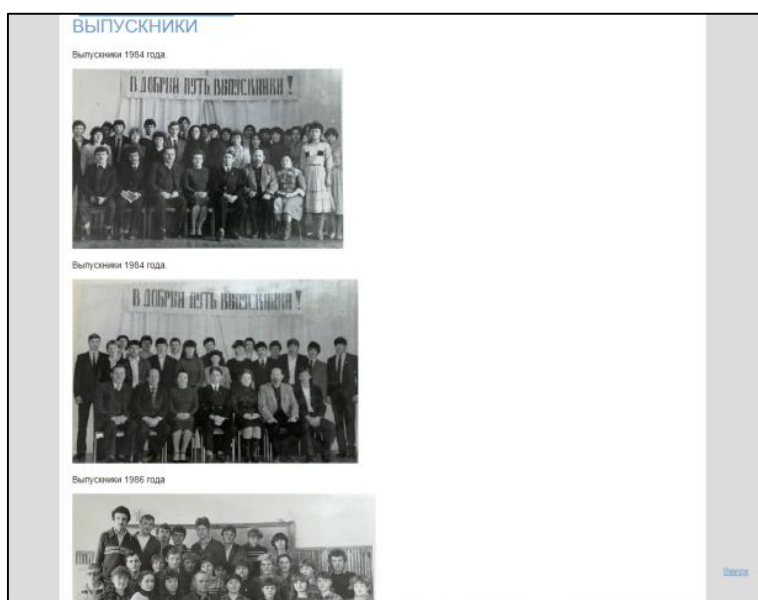 ВЫПУСКНИКИ
Выпускники 1984 года.
В ДОБРЫЙ ПУТЬ ВЫПУСКНИКИ !
Выпускники 1984 года.
В ДОБРЫЙ ПУТЬ ВЫПУСКНИКИ !
Выпускники 1986 года
Вверх